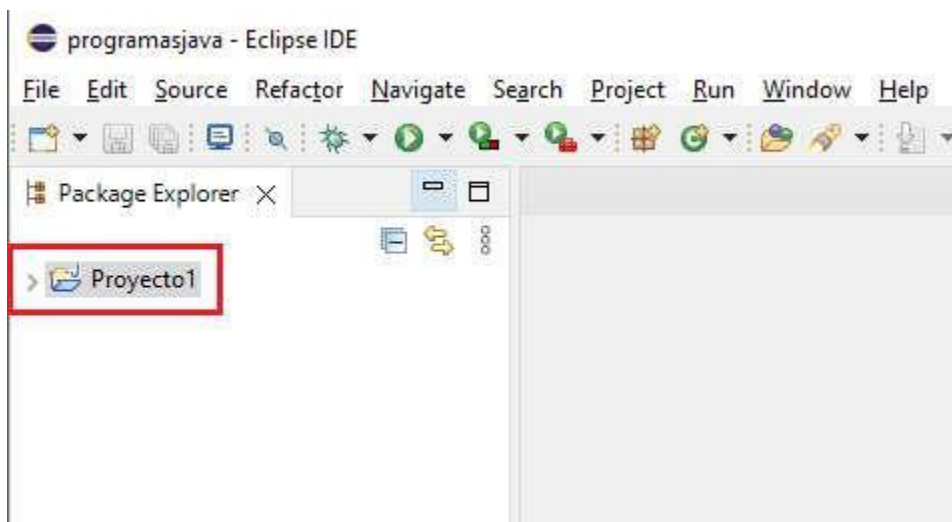 programasjava - Eclipse IDE
File Edit Source Refactor Navigate Search Project Run Window Help
Package Explorer
Proyecto1